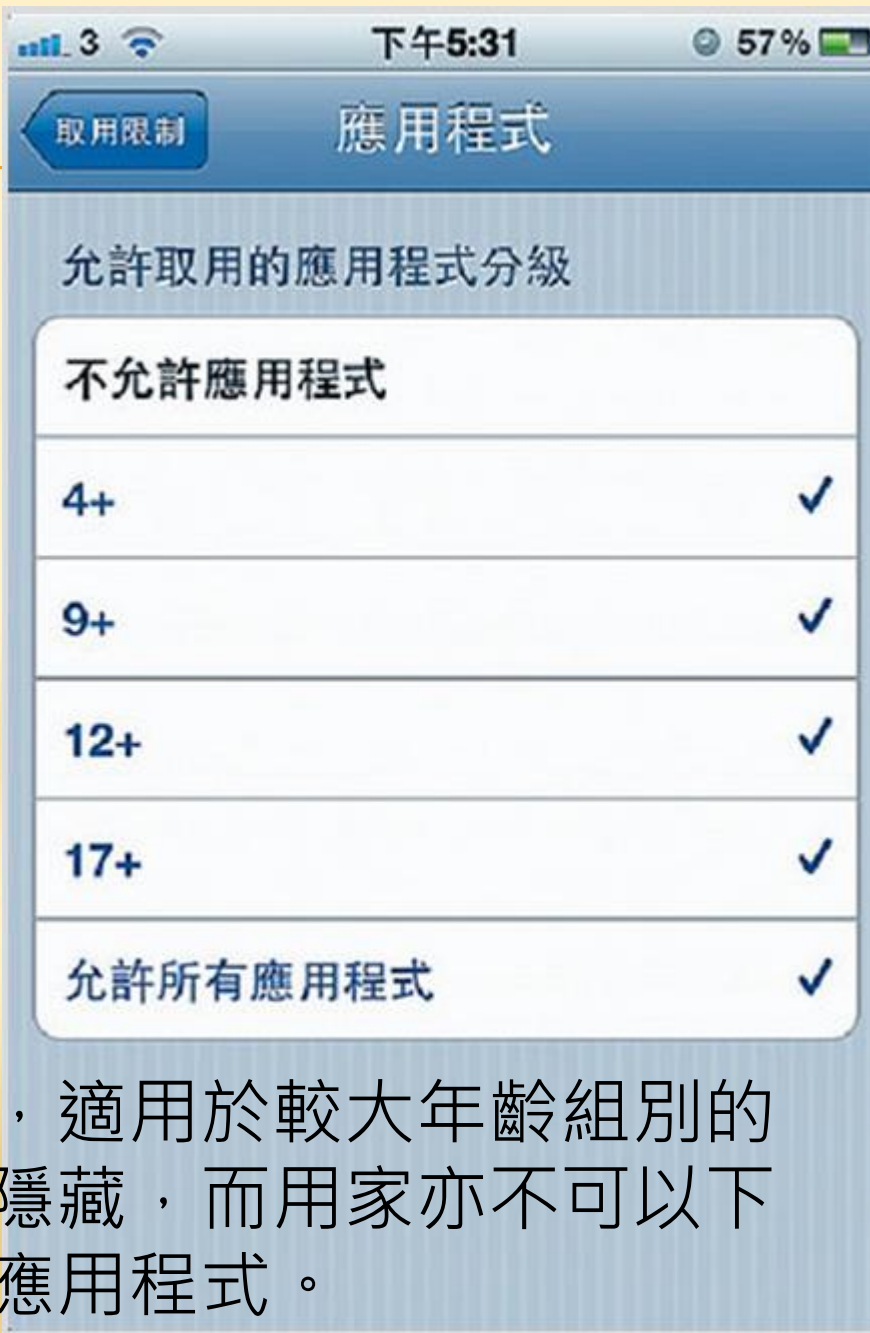 3 下午5:31 57%
取用限制 應用程式
允許取用的應用程式分級
不允許應用程式
4+
9+
12+
17+
允許所有應用程式
，適用於較大年齡組別的
隱藏，而用家亦不可以下
應用程式。